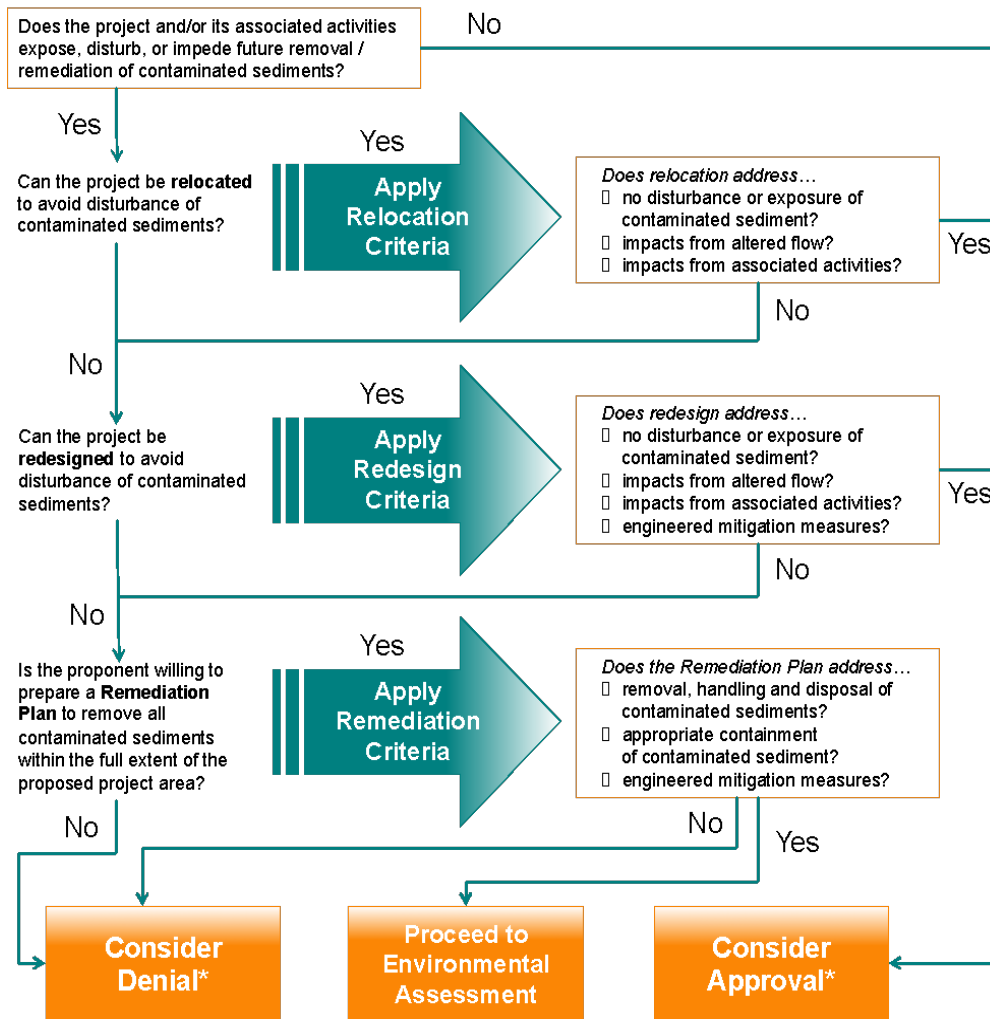 Does the project and/or its associated activities
expose, disturb, or impede future removal /
remediation of contaminated sediments?
No
Yes
Can the project be relocated
to avoid disturbance of
contaminated sediments?
Yes
Apply
Relocation
Criteria
Does relocation address…
no disturbance or exposure of
contaminated sediment?
impacts from altered flow?
impacts from associated activities?
Yes
No
No
Can the project be
redesigned to avoid
disturbance of contaminated
sediments?
Yes
Apply
Redesign
Criteria
Does redesign address…
no disturbance or exposure of
contaminated sediment?
impacts from altered flow?
impacts from associated activities?
engineered mitigation measures?
Yes
No
No
Is the proponent willing to
prepare a Remediation
Plan to remove all
contaminated sediments
within the full extent of the
proposed project area?
Yes
Apply
Remediation
Criteria
Does the Remediation Plan address…
removal, handling and disposal of
contaminated sediments?
appropriate containment
of contaminated sediment?
engineered mitigation measures?
No
No
Yes
Consider
Denial*
Proceed to
Environmental
Assessment
Consider
Approval*